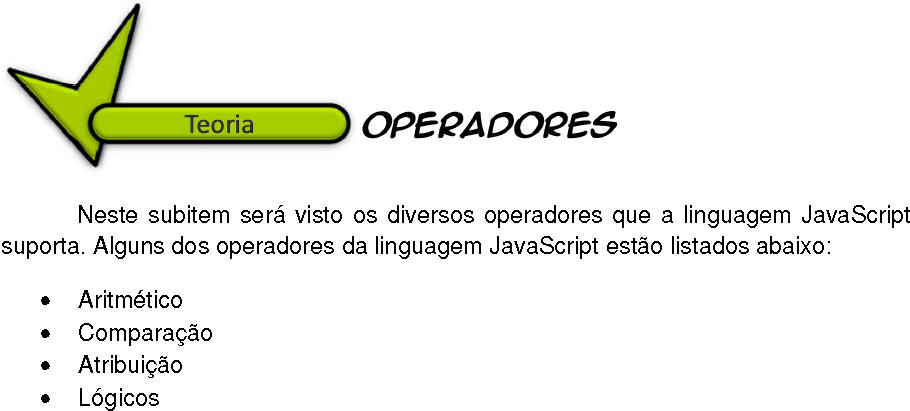 Teoria OPERADORES
Neste subitem será visto os diversos operadores que a linguagem JavaScript
suporta. Alguns dos operadores da linguagem JavaScript estão listados abaixo:
• Aritmético
• Comparação
• Atribuição
• Lógicos